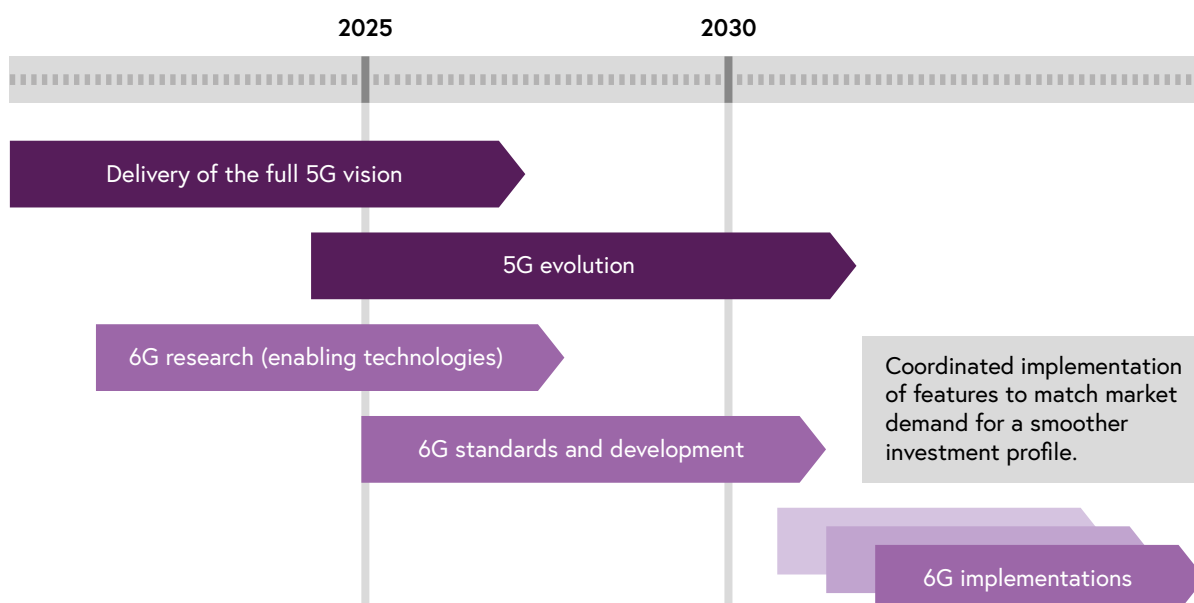 2025
2030
Delivery of the full 5G vision
5G evolution
6G research (enabling technologies)
Coordinated implementation
of features to match market
demand for a smoother
investment profile.
6G standards and development
6G implementations